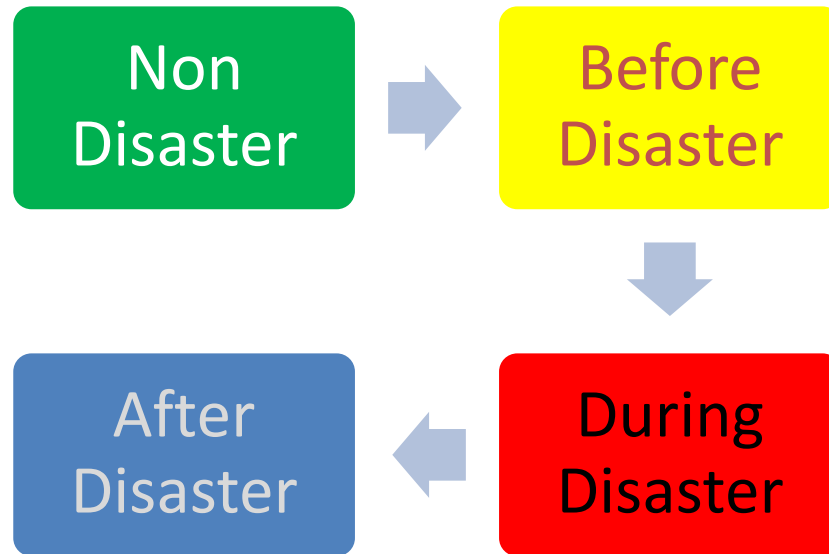 Non
Disaster
Before
Disaster
During
Disaster
After
Disaster